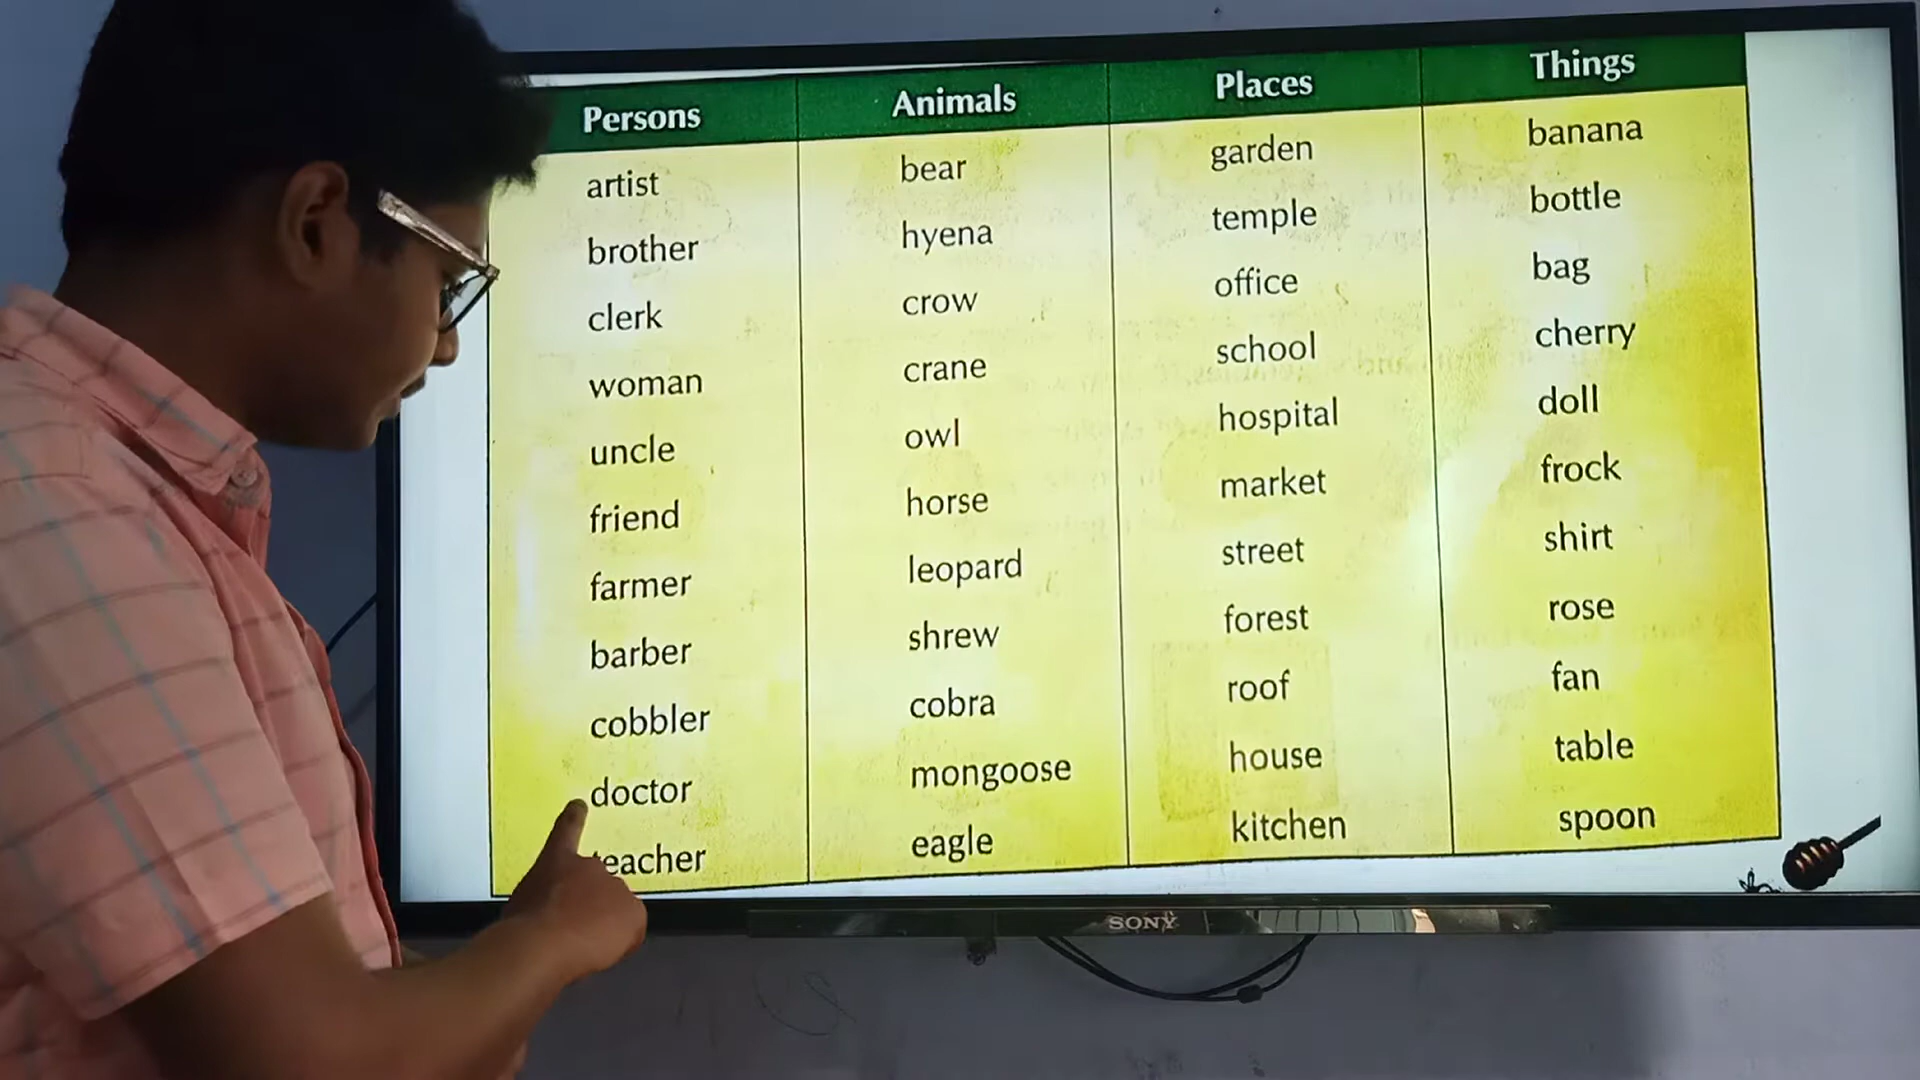 Persons Animals Places Things
artist bear garden banana
brother hyena temple bottle
clerk crow office bag
woman crane school cherry
uncle owl hospital doll
friend horse market frock
farmer leopard street shirt
barber shrew forest rose
cobbler cobra roof fan
doctor mongoose house table
teacher eagle kitchen spoon
SONY